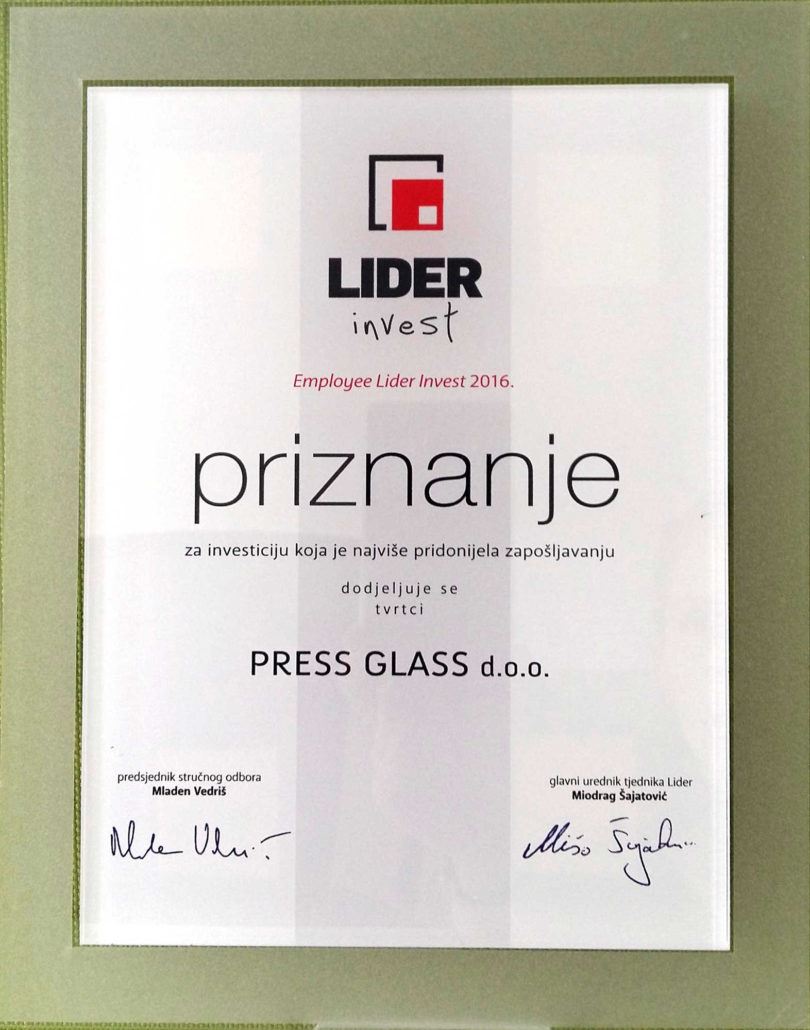 LIDER
invest
Employee Lider Invest 2016.
priznanje
za investiciju koja je najviše pridonijela zapošljavanju
dodjeljuje se
tvrtci
PRESS GLASS d.o.o.
predsjednik stručnog odbora
Mladen Vedriš
glavni urednik tjednika Lider
Miodrag Šajatović